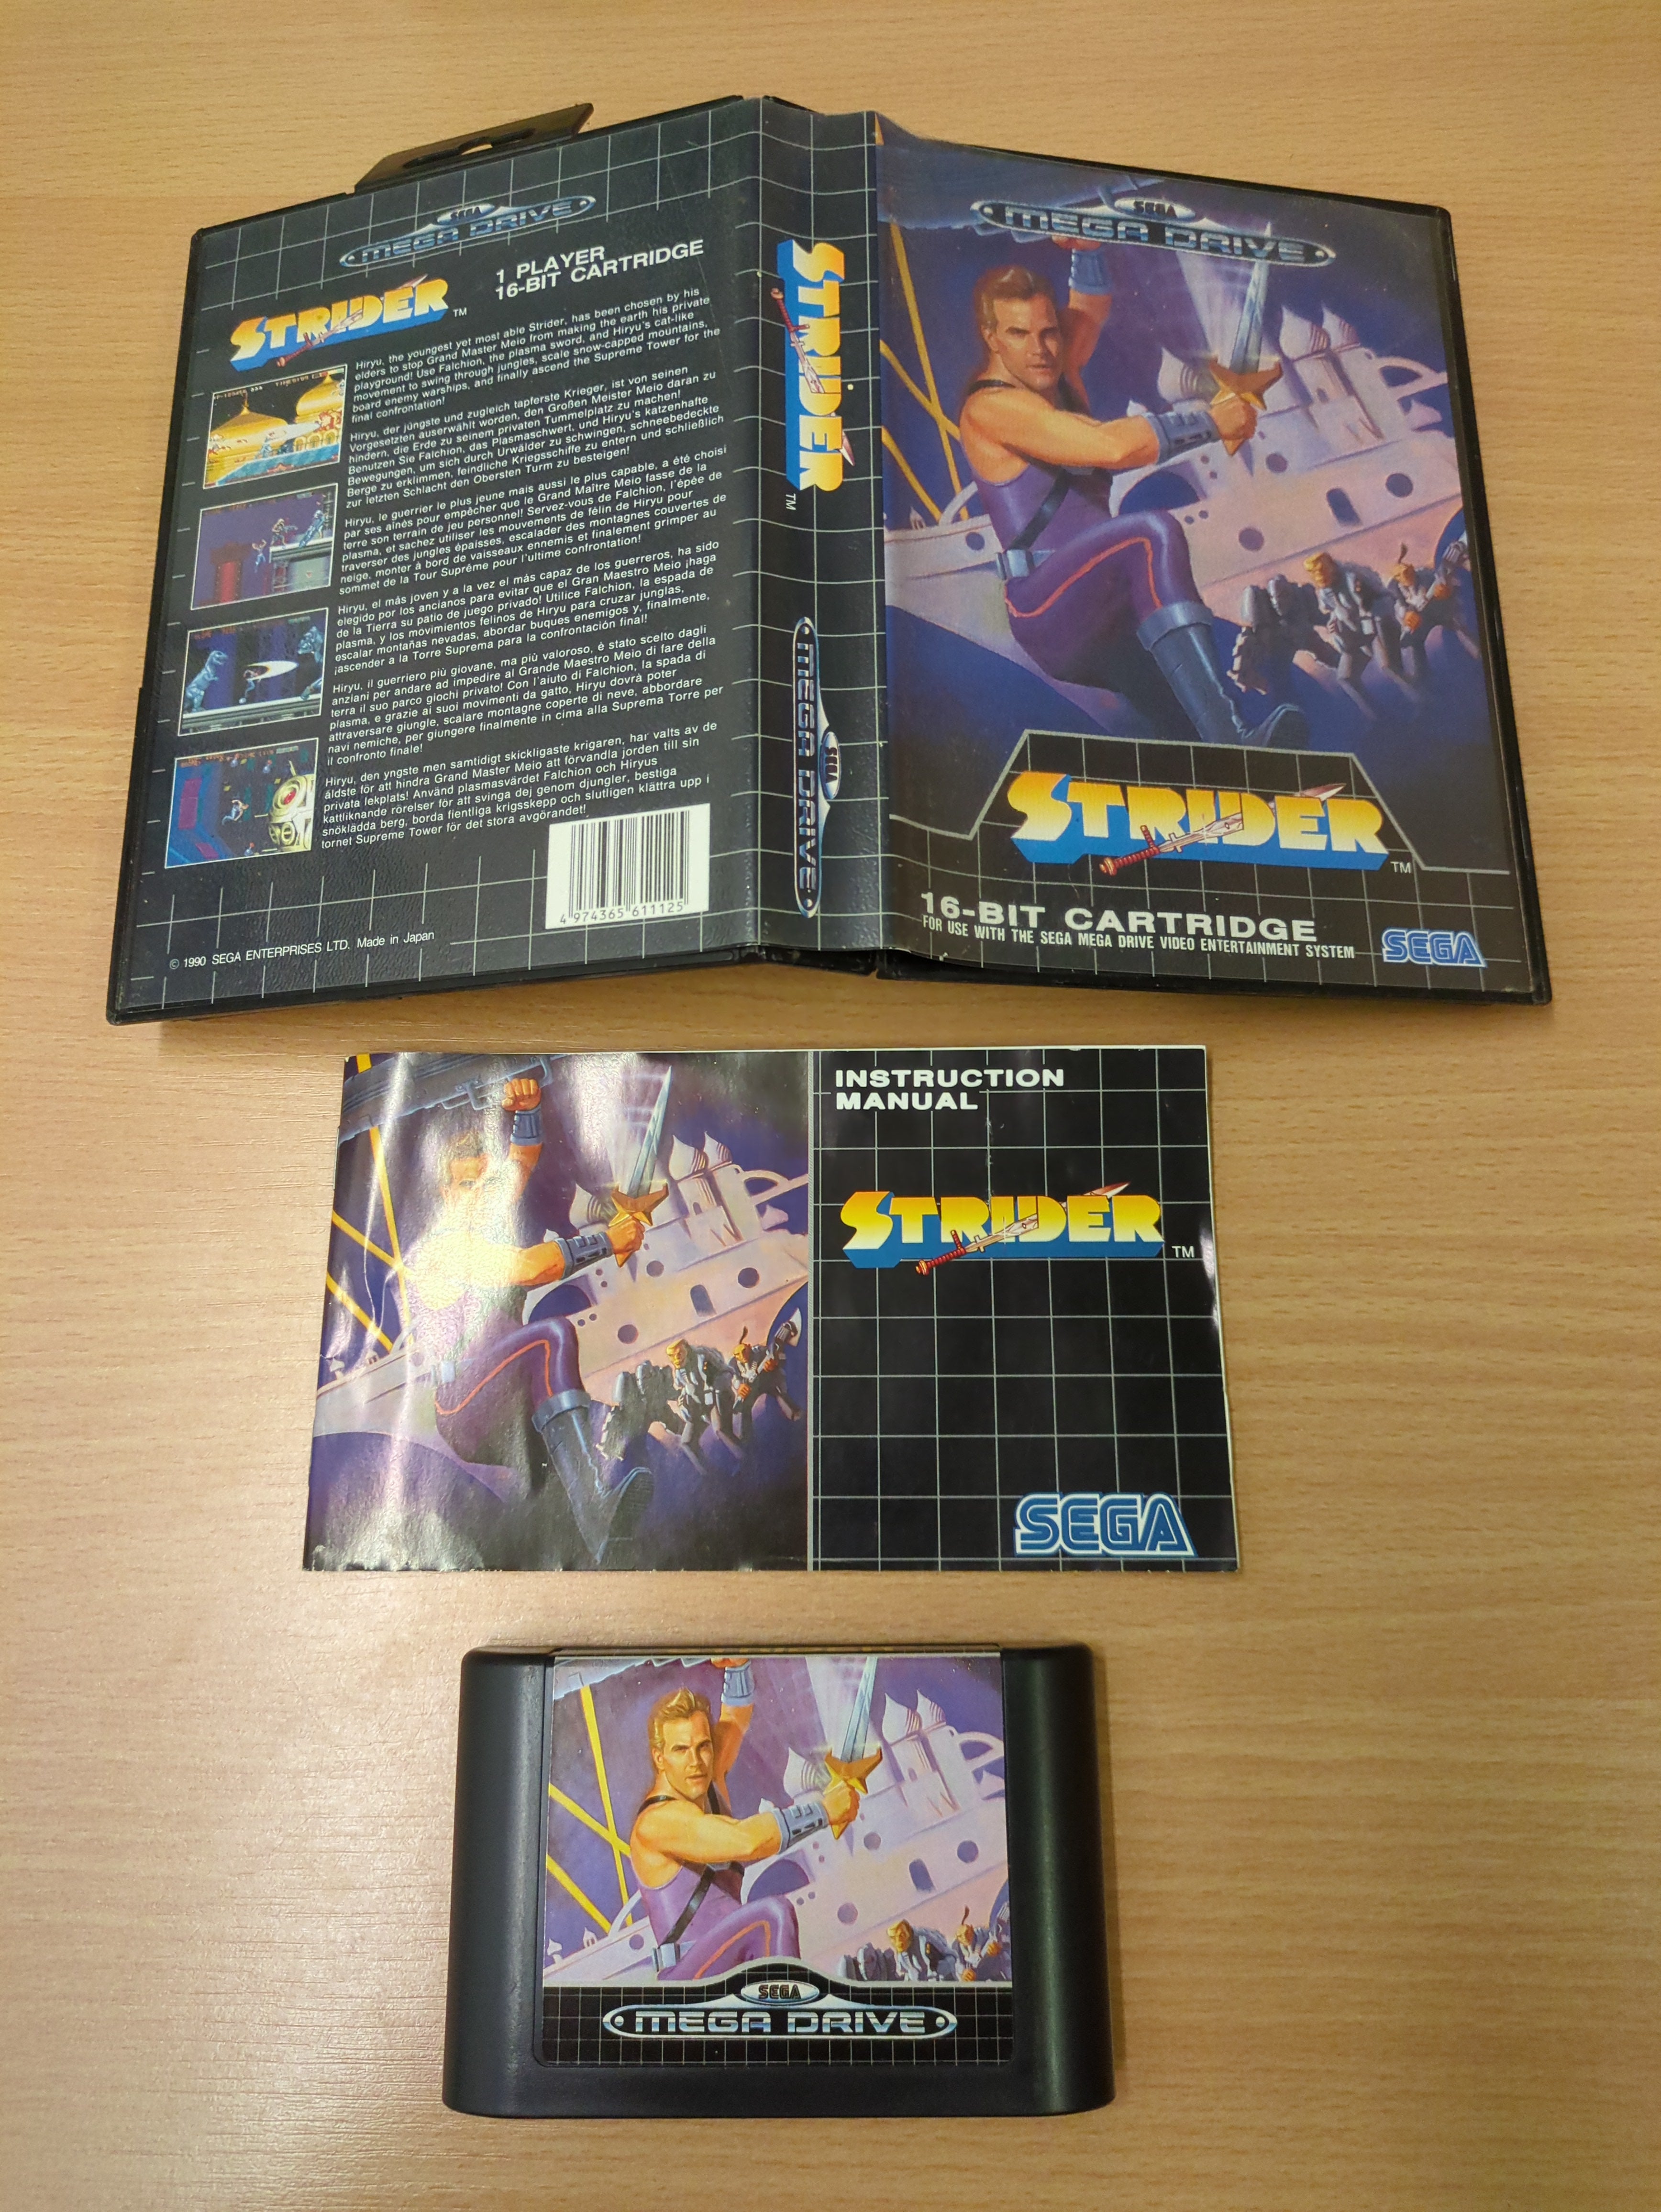 SEGA
MEGA DRIVE
STRIDER™
1 PLAYER
16-BIT CARTRIDGE
Hiryu, the youngest yet most able Strider, has been chosen by his
elders to stop Grand Master Meio from making the earth his private
playground! Use Falchion, the plasma sword, and Hiryu's cat-like
movement to swing through jungles, scale snow-capped mountains,
board enemy warships, and finally ascend the Supreme Tower for the
final confrontation!
Hiryu, der jüngste und zugleich tapferste Krieger, ist von seinen
Vorgesetzten auserwählt worden, den Großen Meister Meio daran zu
hindern, die Erde zu seinem privaten Tummelplatz zu machen!
Benutzen Sie Falchion, das Plasmaschwert, und Hiryu's katzenhafte
Bewegungen, um sich durch Urwälder zu schwingen, schneebedeckte
Berge zu erklimmen, feindliche Kriegsschiffe zu entern und schließlich
zur letzten Schlacht den Obersten Turm zu besteigen!
Hiryu, le guerrier le plus jeune mais aussi le plus capable, a été choisi
par ses aînés pour empêcher que le Grand Maître Meio fasse de la
terre son terrain de jeu personnel! Servez-vous de Falchion, l'épée de
plasma, et sachez utiliser les mouvements de félin de Hiryu pour
traverser des jungles épaisses, escalader des montagnes couvertes de
neige, monter à bord de vaisseaux ennemis et finalement grimper au
sommet de la Tour Suprême pour l'ultime confrontation!
Hiryu, el más joven y a la vez el más capaz de los guerreros, ha sido
elegido por los ancianos para evitar que el Gran Maestro Meio ¡haga
de la Tierra su patio de juego privado! Utilice Falchion, la espada de
plasma, y los movimientos felinos de Hiryu para cruzar junglas,
escalar montañas nevadas, abordar buques enemigos y, finalmente,
¡ascender a la Torre Suprema para la confrontación final!
Hiryu, il guerriero più giovane, ma più valoroso, è stato scelto dagli
anziani per andare ad impedire al Grande Maestro Meio di fare della
terra il suo parco giochi privato! Con l'aiuto di Falchion, la spada di
plasma, e grazie ai suoi movimenti da gatto, Hiryu dovrà poter
attraversare giungle, scalare montagne coperte di neve, abbordare
navi nemiche, per giungere finalmente in cima alla Suprema Torre per
il confronto finale!
Hiryu, den yngste men samtidigt skickligaste krigaren, har valts av de
äldste för att hindra Grand Master Meio att förvandla jorden till sin
privata lekplats! Använd plasmasvärdet Falchion och Hiryus
kattliknande rörelser för att svinga dej genom djungler, bestiga
snöklädda berg, borda fientliga krigsskepp och slutligen klättra upp i
tornet Supreme Tower för det stora avgörandet!
4 974365 611125
© 1990 SEGA ENTERPRISES LTD. Made in Japan
STRIDER™
SEGA
MEGA DRIVE
SEGA
MEGA DRIVE
STRIDER™
16-BIT CARTRIDGE
FOR USE WITH THE SEGA MEGA DRIVE VIDEO ENTERTAINMENT SYSTEM
SEGA
INSTRUCTION
MANUAL
STRIDER™
SEGA
SEGA
MEGA DRIVE